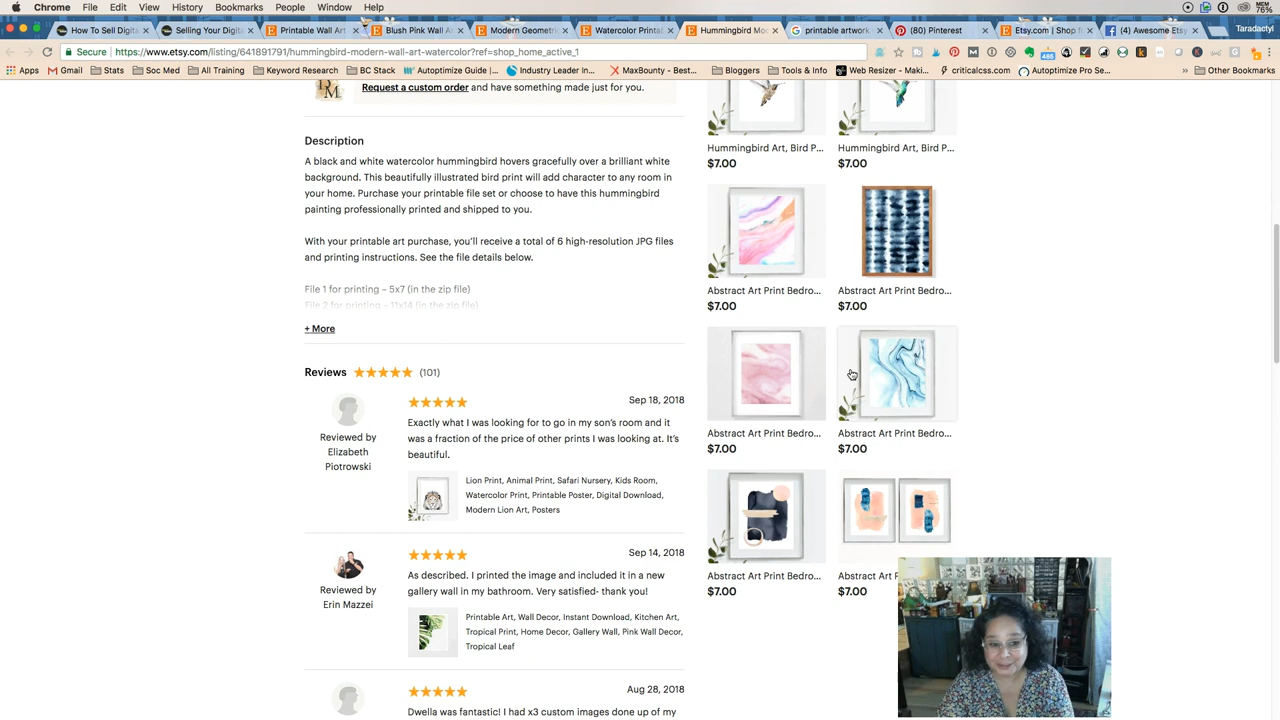 Chrome File Edit View History Bookmarks People Window Help
MEM 76%
How To Sell Digit
Selling Your Digita
Printable Wall Ar
Blush Pink Wall A
Modern Geometri
Watercolor Printa
Hummingbird Mo
printable artwork
(80) Pinterest
Etsy.com | Shop f
(4) Awesome Etsy
Taradactyl
Secure https://www.etsy.com/listing/641891791/hummingbird-modern-wall-art-watercolor?ref=shop_home_active_1
485
Apps Gmail Stats Soc Med All Training Keyword Research BC Stack Autoptimize Guide |... Industry Leader In... MaxBounty - Best... Bloggers Tools & Info Web Resizer - Maki... criticalcss.com Autoptimize Pro Se... » Other Bookmarks
Request a custom order and have something made just for you.
Description
A black and white watercolor hummingbird hovers gracefully over a brilliant white
background. This beautifully illustrated bird print will add character to any room in
your home. Purchase your printable file set or choose to have this hummingbird
painting professionally printed and shipped to you.
With your printable art purchase, you'll receive a total of 6 high-resolution JPG files
and printing instructions. See the file details below.
File 1 for printing – 5x7 (in the zip file)
File 2 for printing – 11x14 (in the zip file)
+ More
Reviews (101)
Reviewed by
Elizabeth
Piotrowski
Sep 18, 2018
Exactly what I was looking for to go in my son's room and it
was a fraction of the price of other prints I was looking at. It's
beautiful.
Lion Print, Animal Print, Safari Nursery, Kids Room,
Watercolor Print, Printable Poster, Digital Download,
Modern Lion Art, Posters
Reviewed by
Erin Mazzei
Sep 14, 2018
As described. I printed the image and included it in a new
gallery wall in my bathroom. Very satisfied- thank you!
Printable Art, Wall Decor, Instant Download, Kitchen Art,
Tropical Print, Home Decor, Gallery Wall, Pink Wall Decor,
Tropical Leaf
Aug 28, 2018
Dwella was fantastic! I had x3 custom images done up of my
Hummingbird Art, Bird P...
$7.00
Hummingbird Art, Bird P...
$7.00
Abstract Art Print Bedro...
$7.00
Abstract Art Print Bedro...
$7.00
Abstract Art Print Bedro...
$7.00
Abstract Art Print Bedro...
$7.00
Abstract Art Print Bedro...
$7.00
Abstract Art P
$7.00